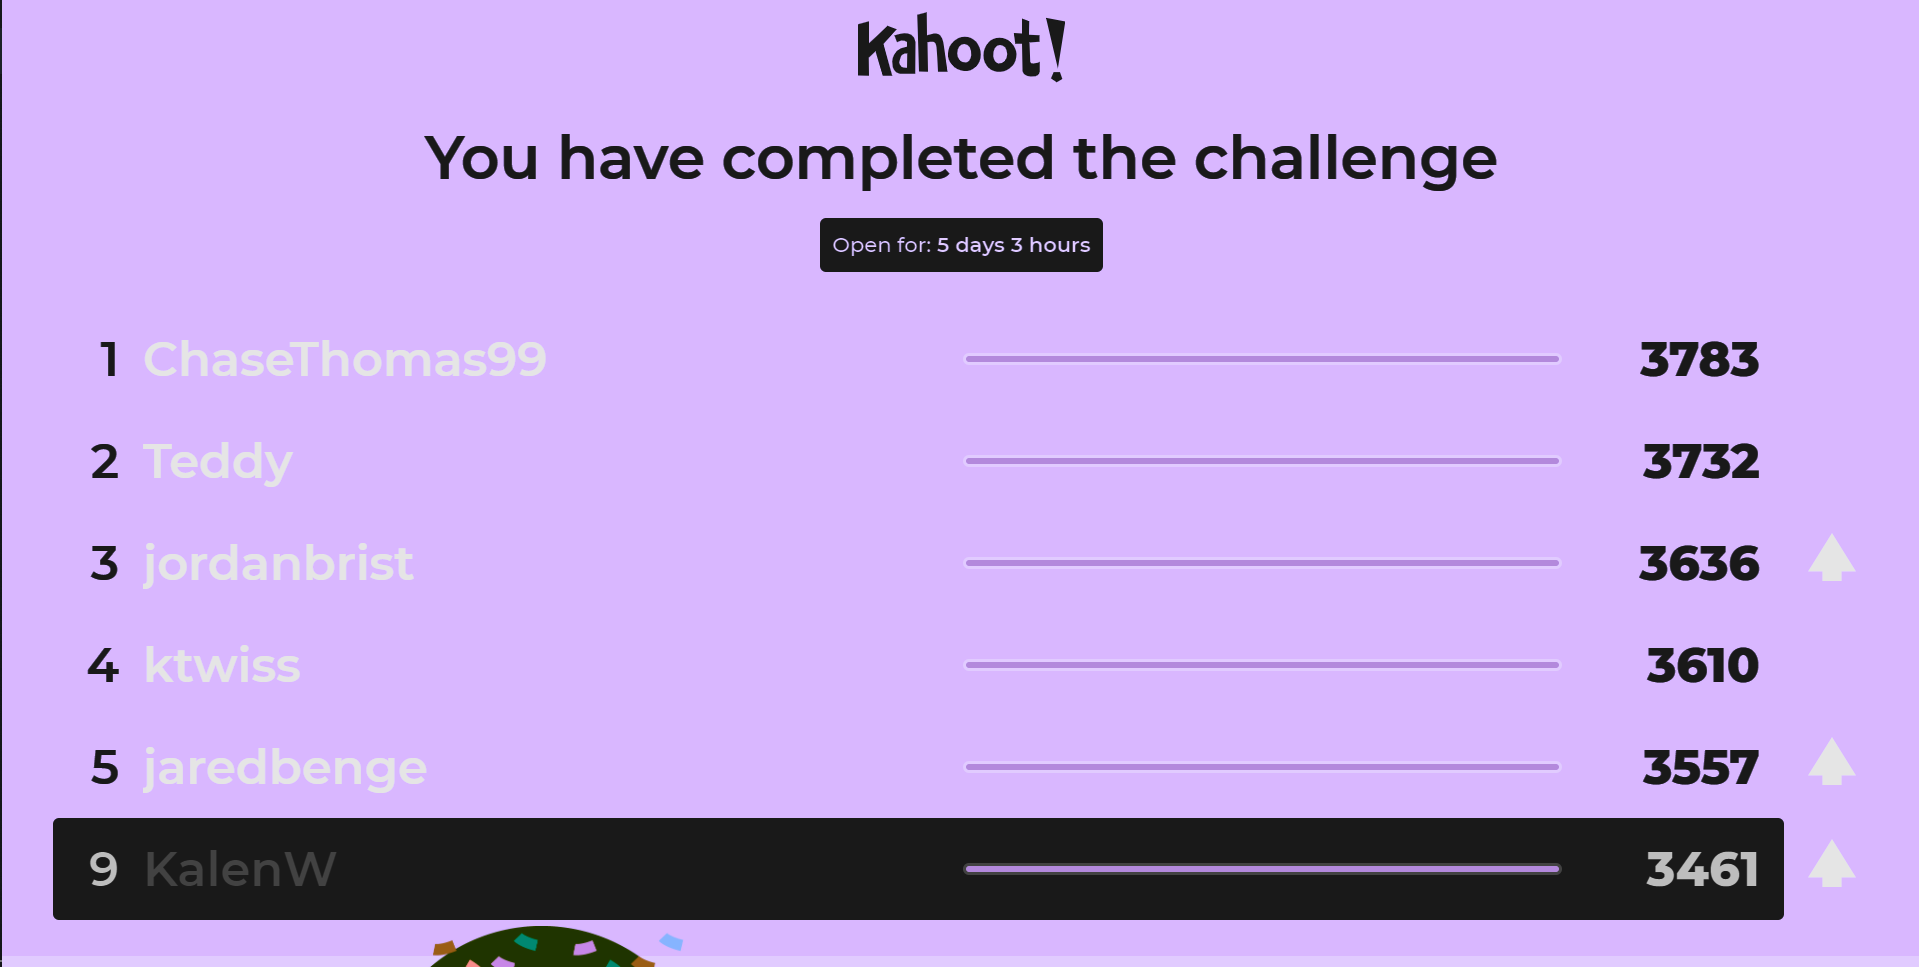 Kahoot!
You have completed the challenge
Open for: 5 days 3 hours
1 ChaseThomas99 3783
2 Teddy 3732
3 jordanbrist 3636
4 ktwiss 3610
5 jaredbenge 3557
9 KalenW 3461